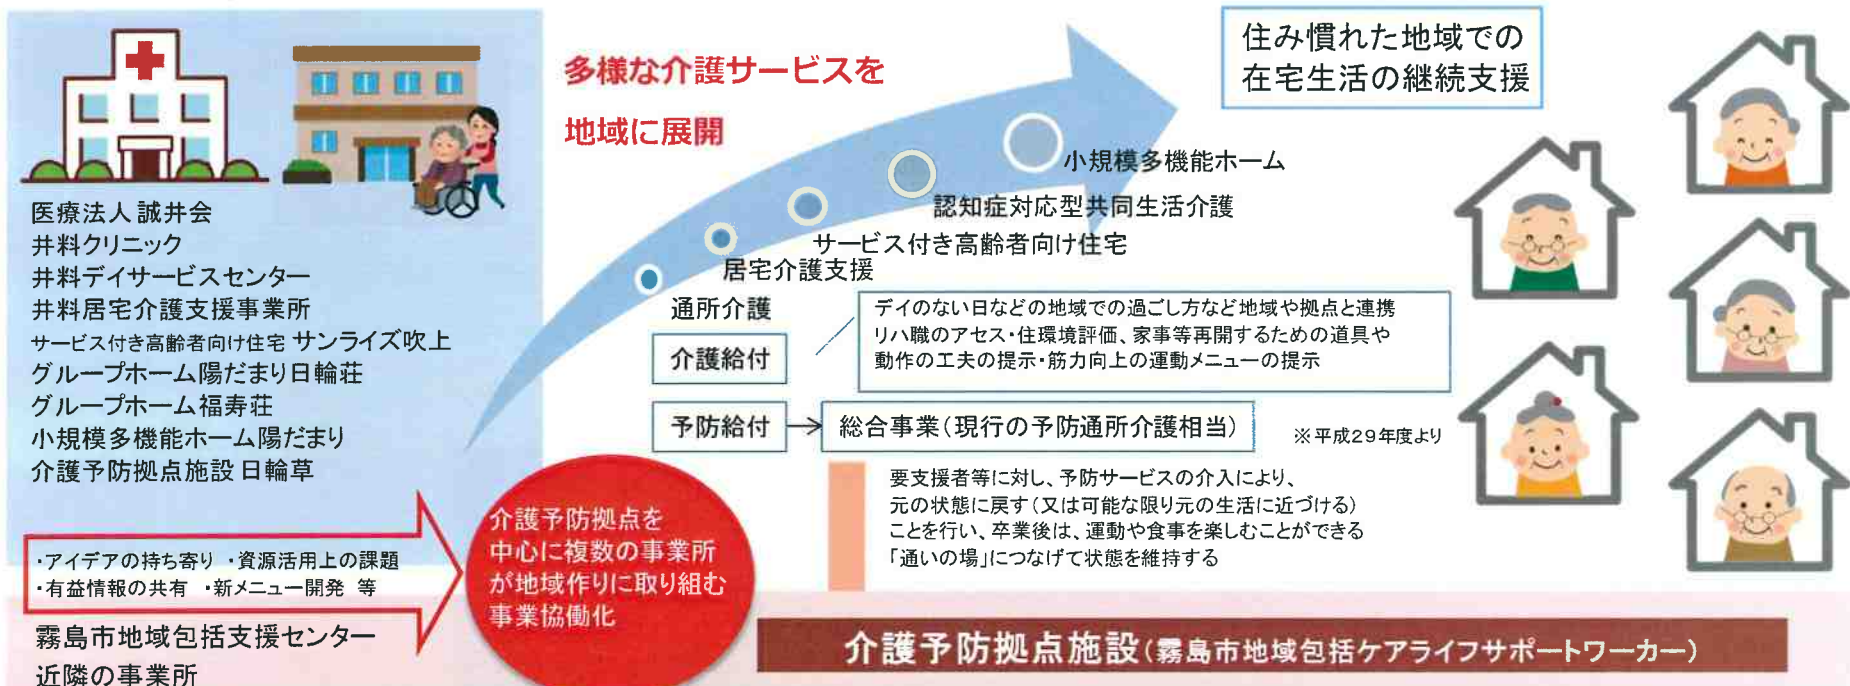 多様な介護サービスを
地域に展開
住み慣れた地域での
在宅生活の継続支援
医療法人 誠井会
井料クリニック
井料デイサービスセンター
井料居宅介護支援事業所
サービス付き高齢者向け住宅 サンライズ吹上
グループホーム陽だまり日輪荘
グループホーム福寿荘
小規模多機能ホーム陽だまり
介護予防拠点施設 日輪草
小規模多機能ホーム
認知症対応型共同生活介護
サービス付き高齢者向け住宅
居宅介護支援
通所介護
介護給付
デイのない日などの地域での過ごし方など地域や拠点と連携
リハ職のアセス・住環境評価、家事等再開するための道具や
動作の工夫の提示・筋力向上の運動メニューの提示
予防給付
総合事業(現行の予防通所介護相当)
※平成29年度より
要支援者等に対し、予防サービスの介入により、
元の状態に戻す(又は可能な限り元の生活に近づける)
ことを行い、卒業後は、運動や食事を楽しむことができる
「通いの場」につなげて状態を維持する
・アイデアの持ち寄り ・資源活用上の課題
・有益情報の共有 ・新メニュー開発 等
介護予防拠点を
中心に複数の事業所
が地域作りに取り組む
事業協働化
霧島市地域包括支援センター
近隣の事業所
介護予防拠点施設(霧島市地域包括ケアライフサポートワーカー)